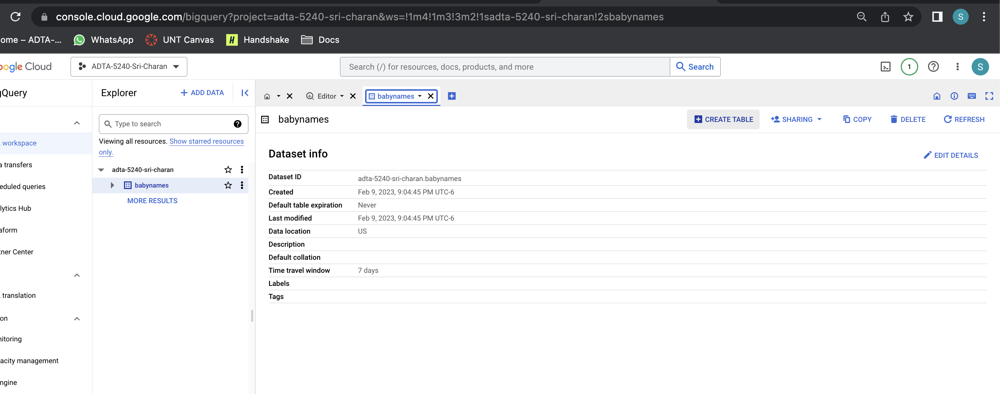 console.cloud.google.com/bigquery?project=adta-5240-sri-charan&ws=!1m4!1m3!3m2!1sadta-5240-sri-charan!2sbabynames
S
ome – ADTA-...
WhatsApp
UNT Canvas
H Handshake
Docs
oogle Cloud
ADTA-5240-Sri-Charan
Search (/) for resources, docs, products, and more
Search
1
S
gQuery
Explorer
+ ADD DATA
Editor
babynames
Type to search
babynames
CREATE TABLE
SHARING
COPY
DELETE
REFRESH
Viewing all resources. Show starred resources
only.
workspace
a transfers
eduled queries
lytics Hub
aform
tner Center
translation
on
nitoring
acity management
ngine
adta-5240-sri-charan
babynames
MORE RESULTS
Dataset info
EDIT DETAILS
Dataset ID adta-5240-sri-charan.babynames
Created Feb 9, 2023, 9:04:45 PM UTC-6
Default table expiration Never
Last modified Feb 9, 2023, 9:04:45 PM UTC-6
Data location US
Description
Default collation
Time travel window 7 days
Labels
Tags